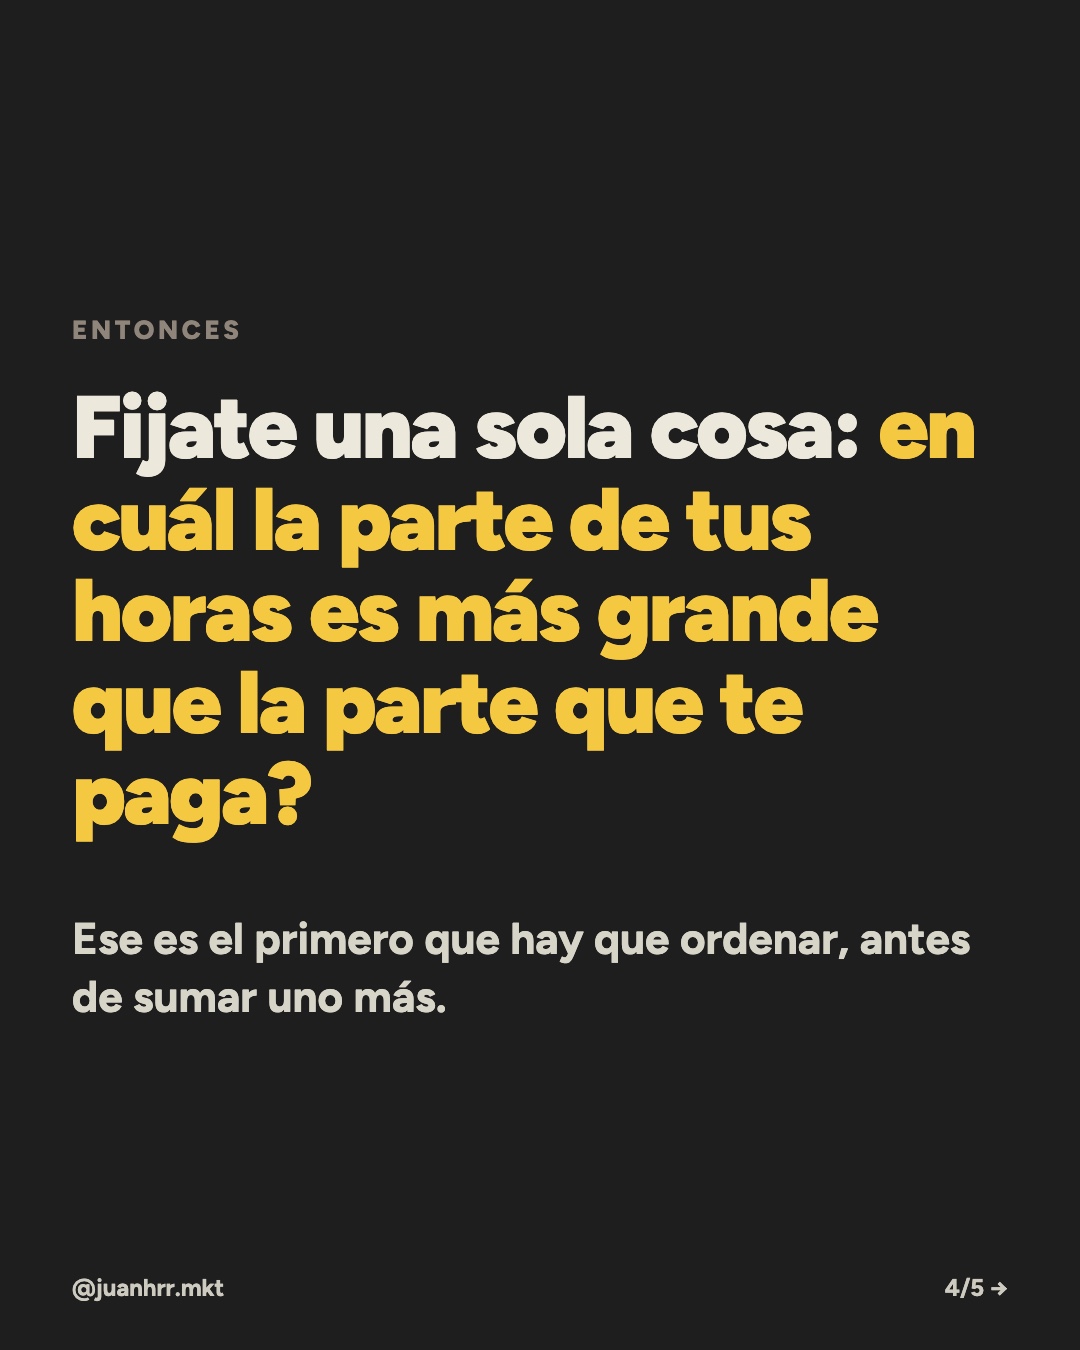 ENTONCES
Fijate una sola cosa: en
cuál la parte de tus
horas es más grande
que la parte que te
paga?
Ese es el primero que hay que ordenar, antes
de sumar uno más.
@juanhrr.mkt
4/5 →